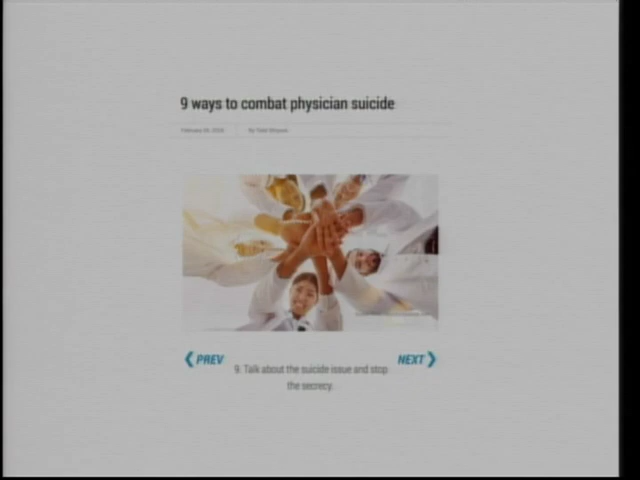 9 ways to combat physician suicide
PREV
NEXT
9. Talk about the suicide issue and stop
the secrecy.